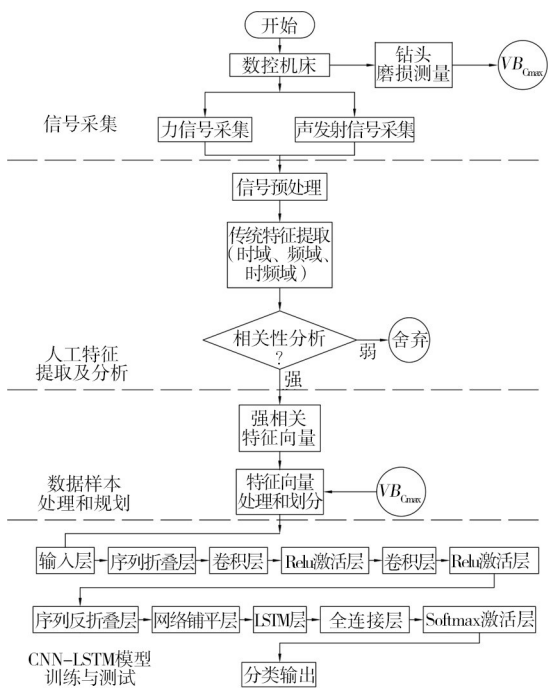 开始
数控机床
钻头
磨损测量
VBCmax
信号采集
力信号采集
声发射信号采集
信号预处理
传统特征提取
(时域、频域、
时频域)
相关性分析
?
弱
舍弃
强
人工特征
提取及分析
强相关
特征向量
数据样本
处理和规划
特征向量
处理和划分
VBCmax
输入层
序列折叠层
卷积层
Relu激活层
卷积层
Relu激活层
序列反折叠层
网络铺平层
LSTM层
全连接层
Softmax激活层
CNN-LSTM模型
训练与测试
分类输出